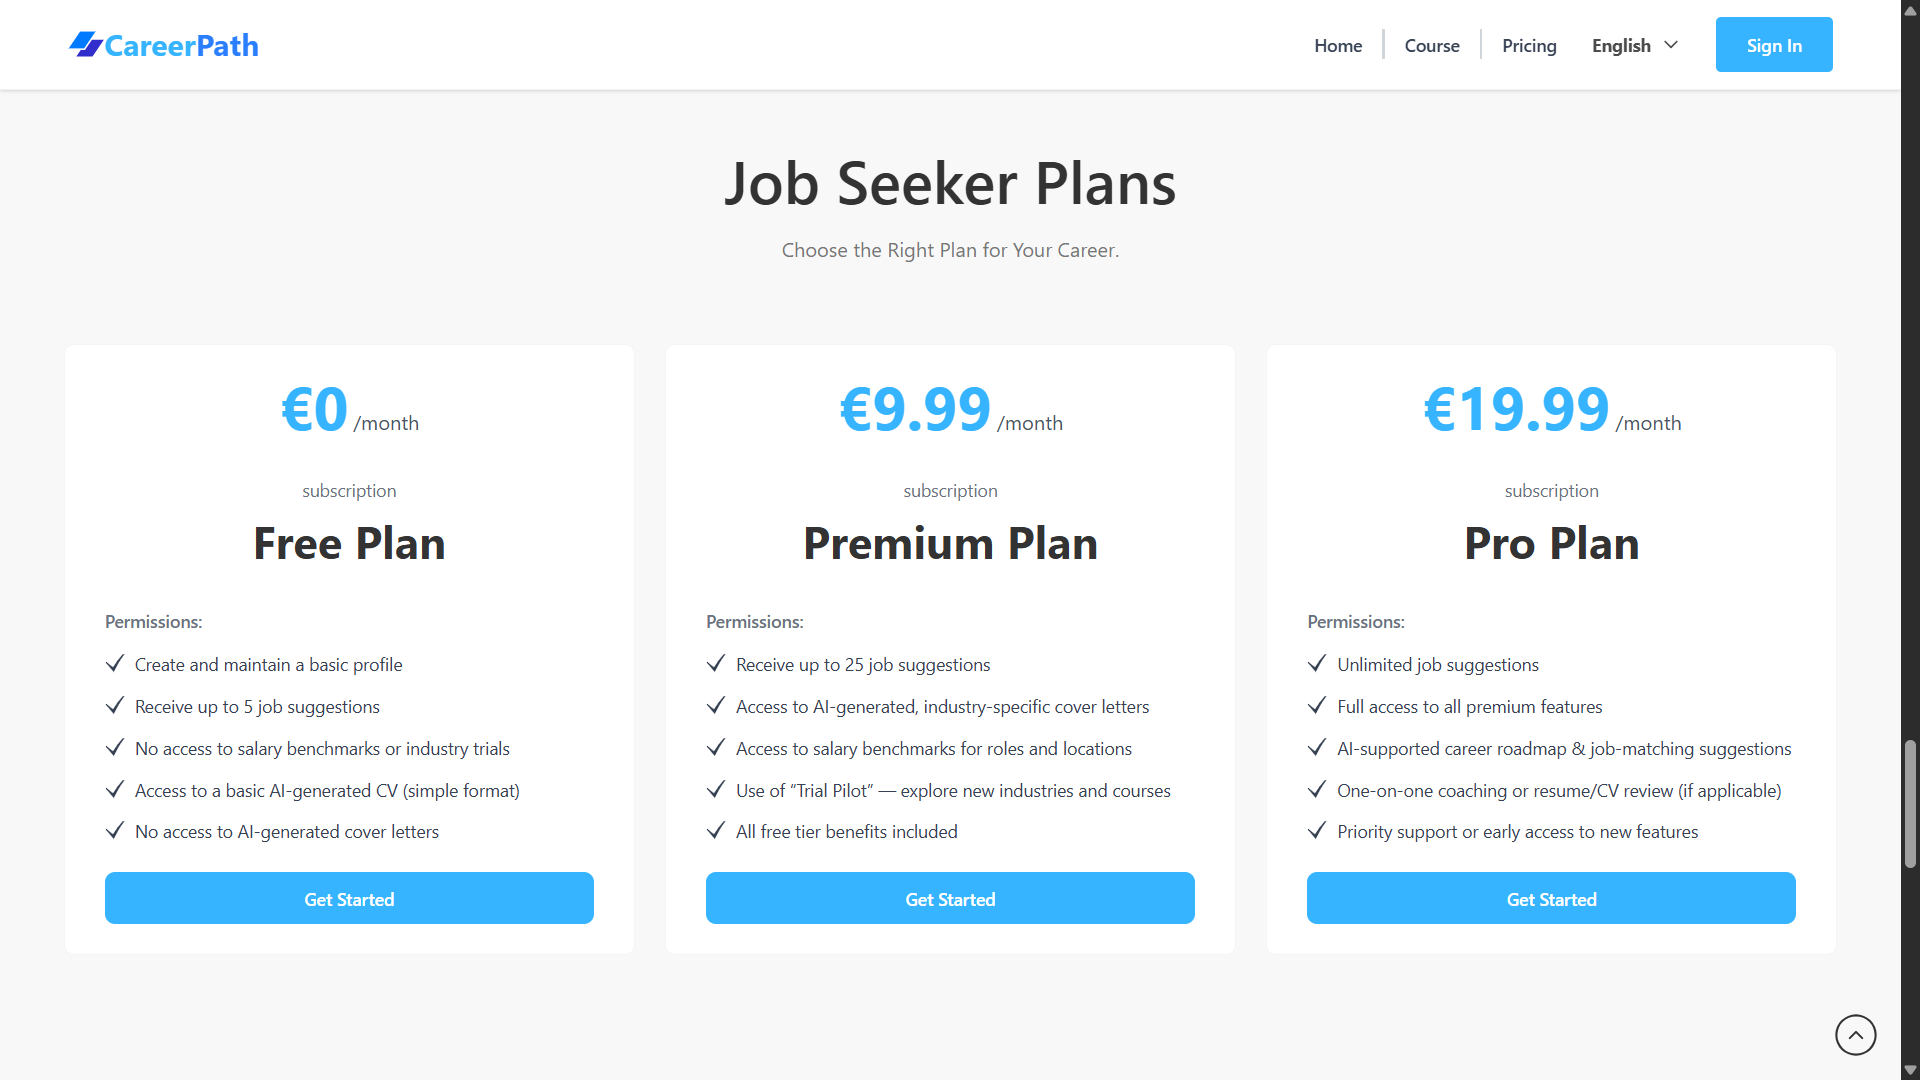 CareerPath
Home
Course
Pricing
English
Sign In
Job Seeker Plans
Choose the Right Plan for Your Career.
€0 /month
subscription
Free Plan
Permissions:
Create and maintain a basic profile
Receive up to 5 job suggestions
No access to salary benchmarks or industry trials
Access to a basic AI-generated CV (simple format)
No access to AI-generated cover letters
Get Started
€9.99 /month
subscription
Premium Plan
Permissions:
Receive up to 25 job suggestions
Access to AI-generated, industry-specific cover letters
Access to salary benchmarks for roles and locations
Use of “Trial Pilot” — explore new industries and courses
All free tier benefits included
Get Started
€19.99 /month
subscription
Pro Plan
Permissions:
Unlimited job suggestions
Full access to all premium features
AI-supported career roadmap & job-matching suggestions
One-on-one coaching or resume/CV review (if applicable)
Priority support or early access to new features
Get Started